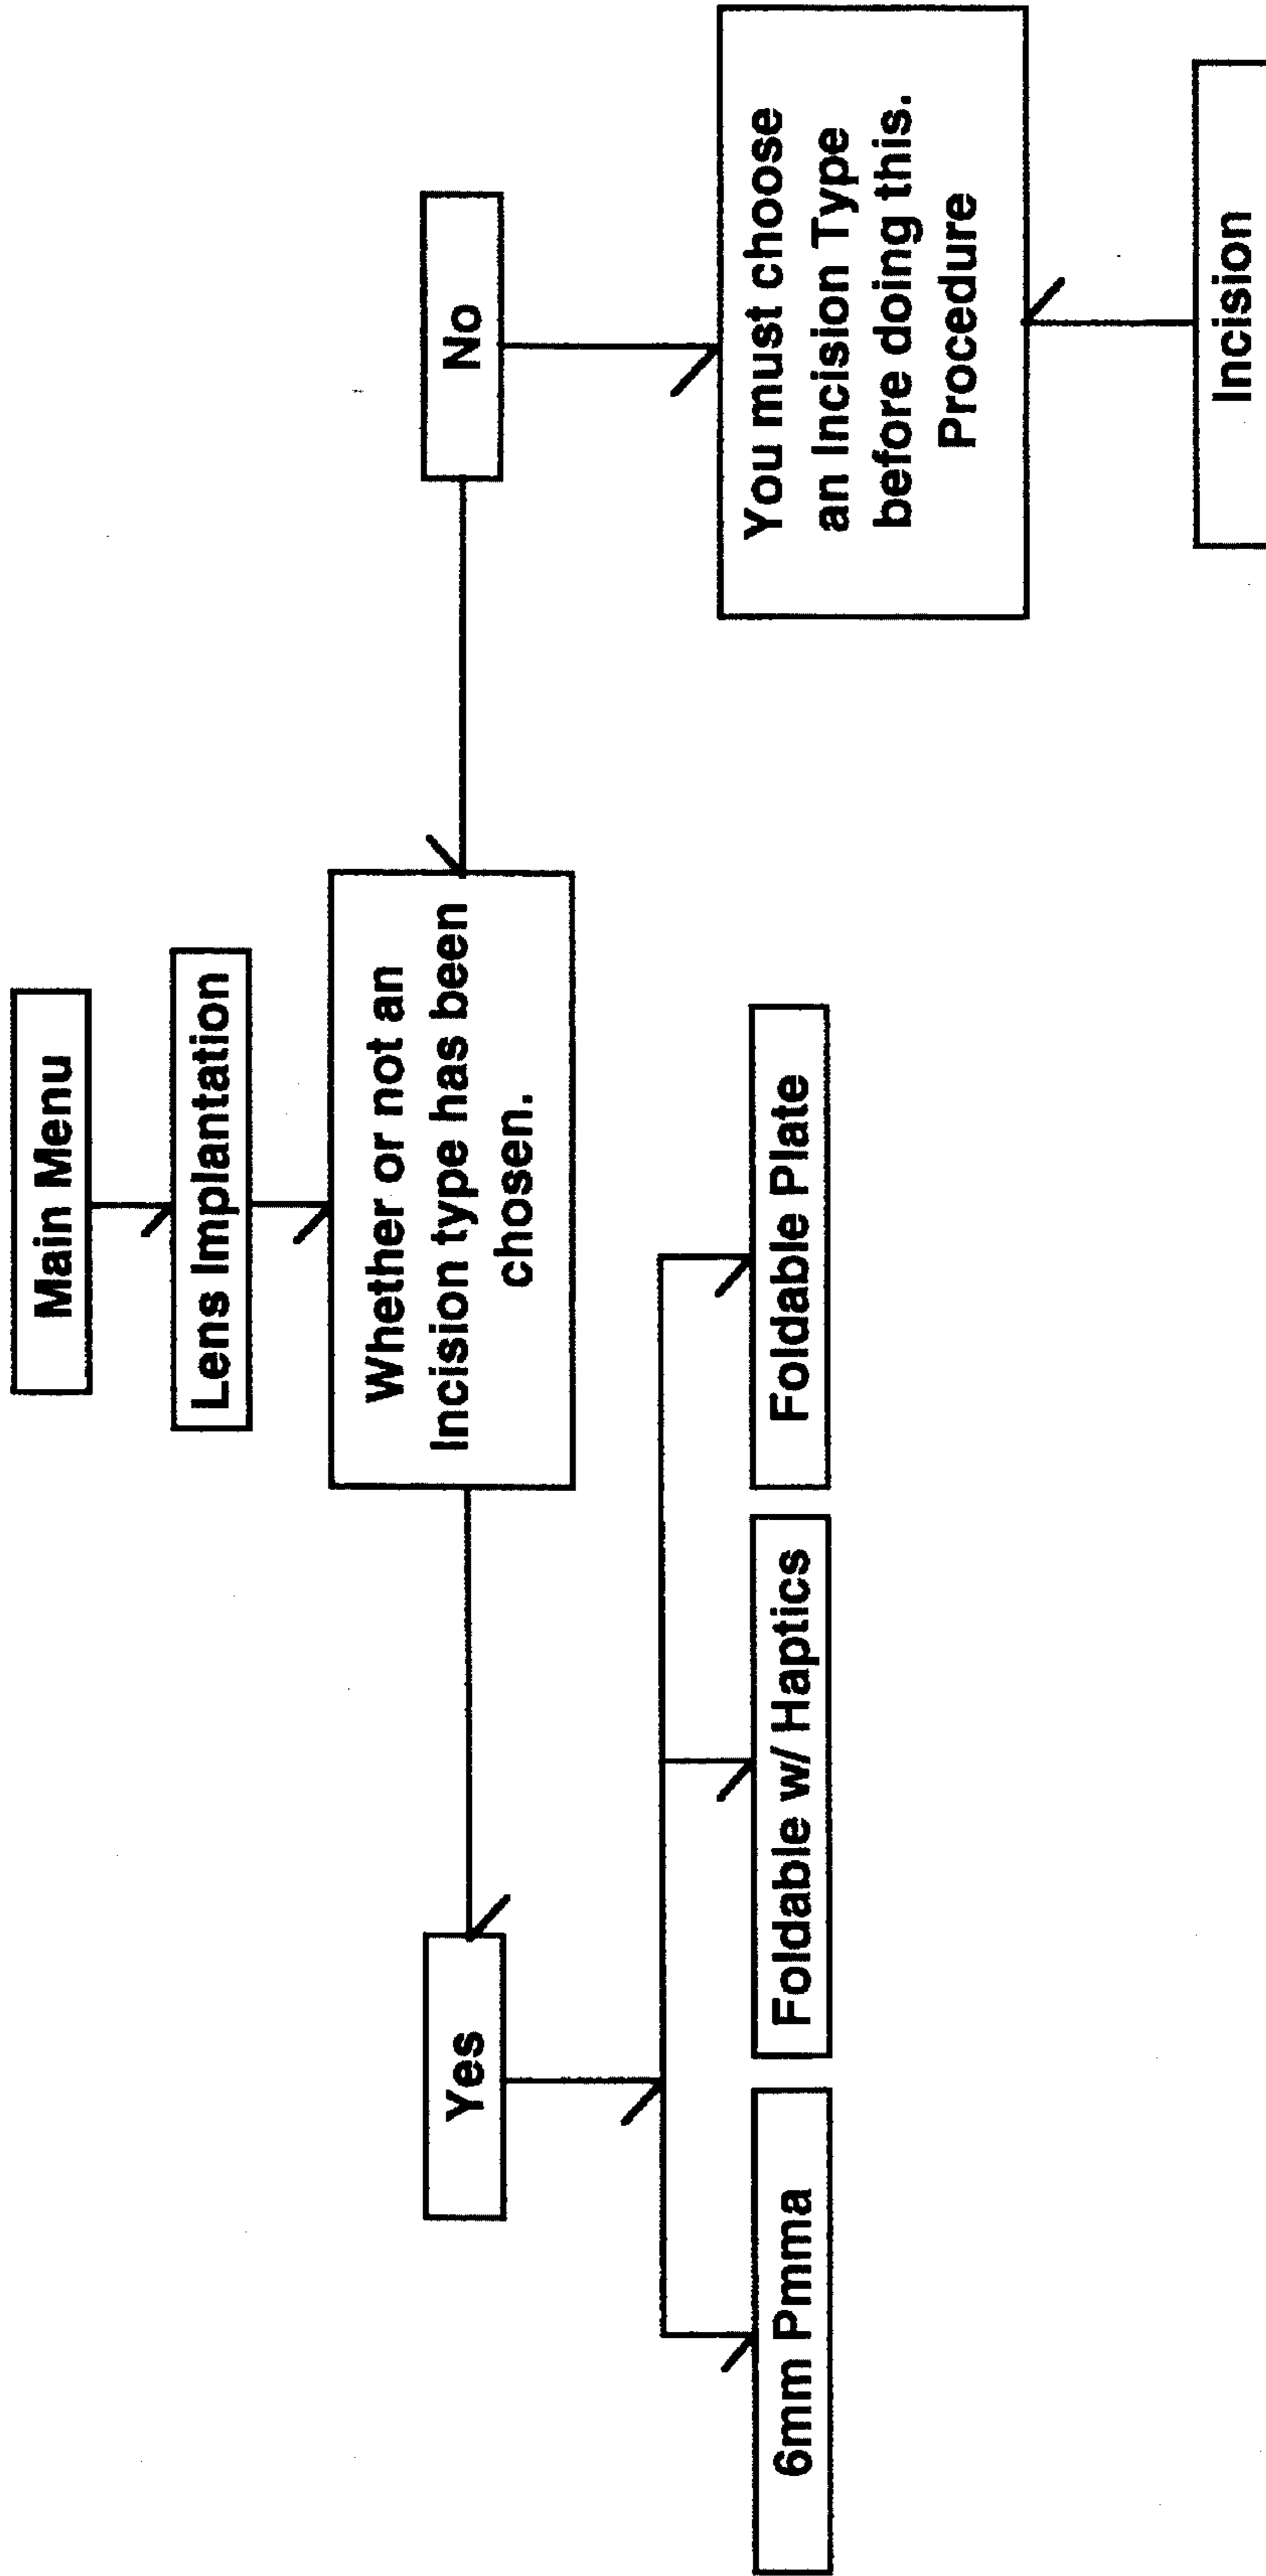 Main Menu
Lens Implantation
Whether or not an
Incision type has been
chosen.
Yes
No
6mm Pmma
Foldable w/ Haptics
Foldable Plate
You must choose
an Incision Type
before doing this.
Procedure
Incision